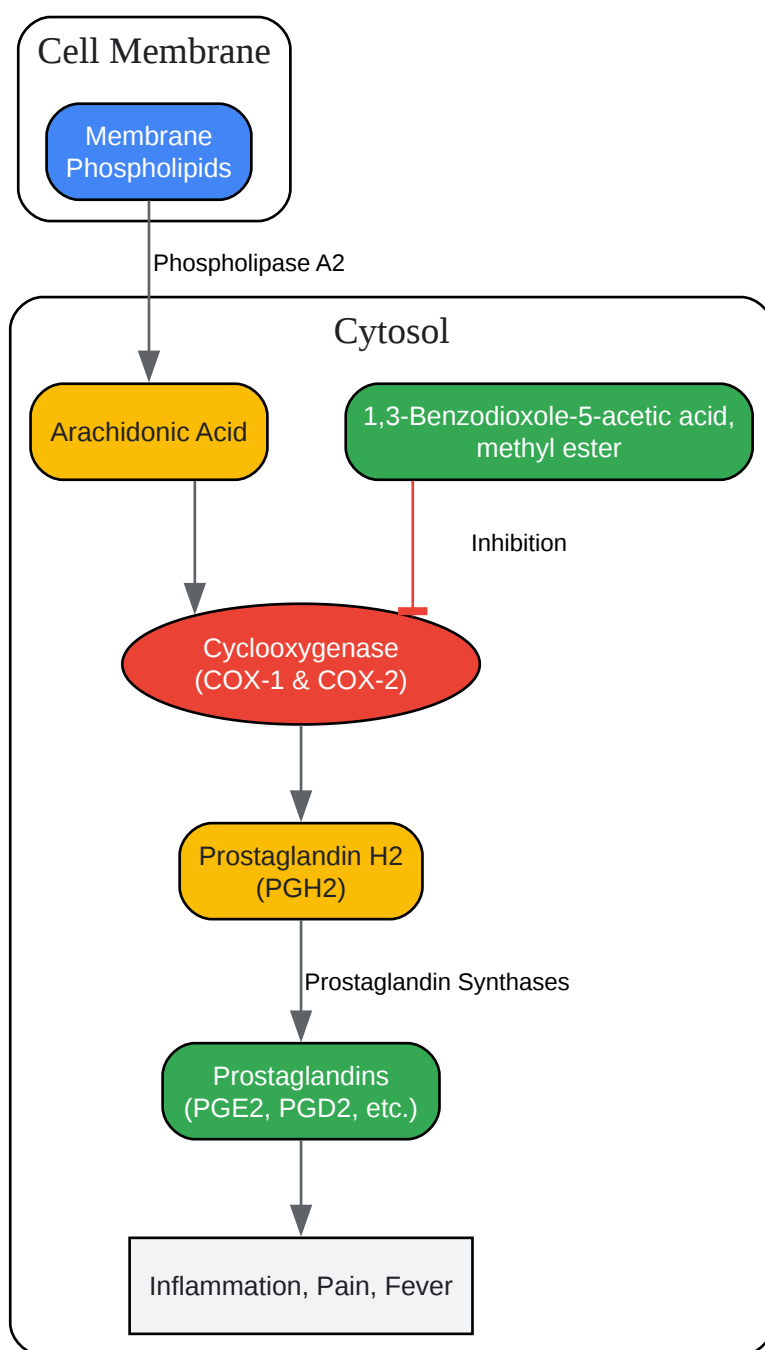 Cell Membrane
Membrane
Phospholipids
Phospholipase A2
Cytosol
Arachidonic Acid
1,3-Benzodioxole-5-acetic acid,
methyl ester
Inhibition
Cyclooxygenase
(COX-1 & COX-2)
Prostaglandin H2
(PGH2)
Prostaglandin Synthases
Prostaglandins
(PGE2, PGD2, etc.)
Inflammation, Pain, Fever